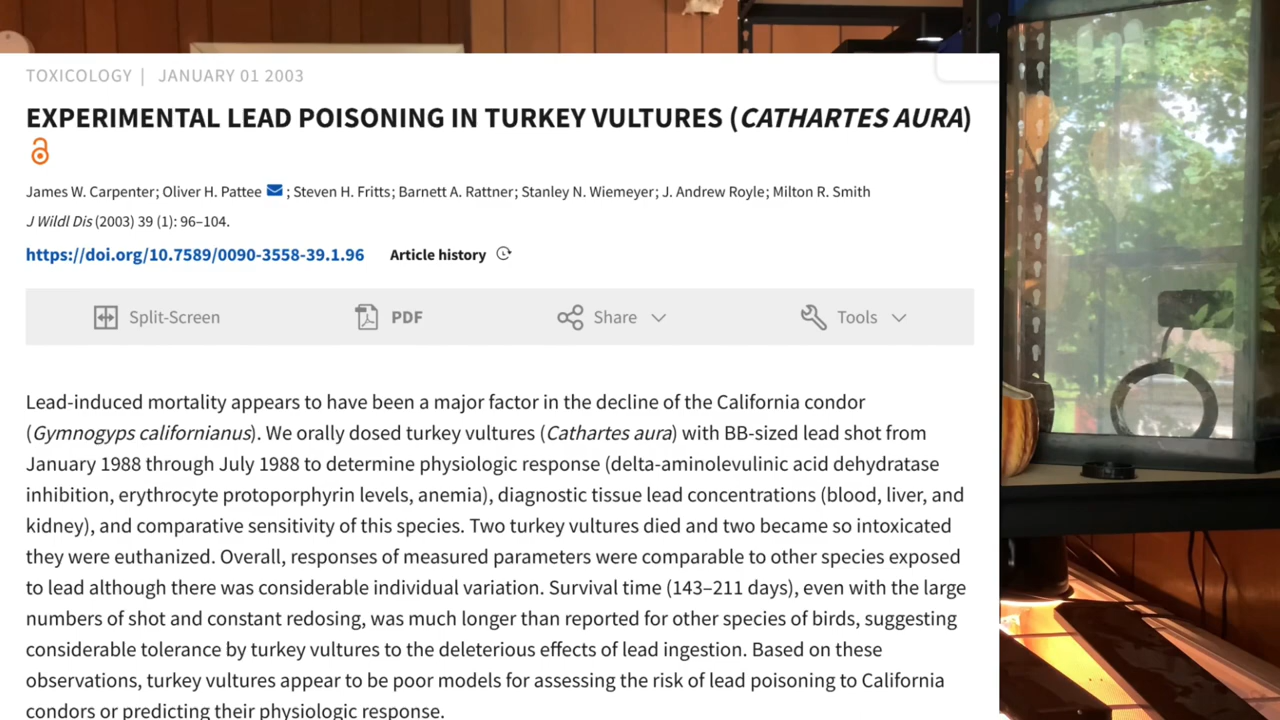 TOXICOLOGY | JANUARY 01 2003
EXPERIMENTAL LEAD POISONING IN TURKEY VULTURES (CATHARTES AURA)
James W. Carpenter; Oliver H. Pattee ; Steven H. Fritts; Barnett A. Rattner; Stanley N. Wiemeyer; J. Andrew Royle; Milton R. Smith
J Wildl Dis (2003) 39 (1): 96–104.
https://doi.org/10.7589/0090-3558-39.1.96 Article history
Split-Screen PDF Share Tools
Lead-induced mortality appears to have been a major factor in the decline of the California condor
(Gymnogyps californianus). We orally dosed turkey vultures (Cathartes aura) with BB-sized lead shot from
January 1988 through July 1988 to determine physiologic response (delta-aminolevulinic acid dehydratase
inhibition, erythrocyte protoporphyrin levels, anemia), diagnostic tissue lead concentrations (blood, liver, and
kidney), and comparative sensitivity of this species. Two turkey vultures died and two became so intoxicated
they were euthanized. Overall, responses of measured parameters were comparable to other species exposed
to lead although there was considerable individual variation. Survival time (143–211 days), even with the large
numbers of shot and constant redosing, was much longer than reported for other species of birds, suggesting
considerable tolerance by turkey vultures to the deleterious effects of lead ingestion. Based on these
observations, turkey vultures appear to be poor models for assessing the risk of lead poisoning to California
condors or predicting their physiologic response.